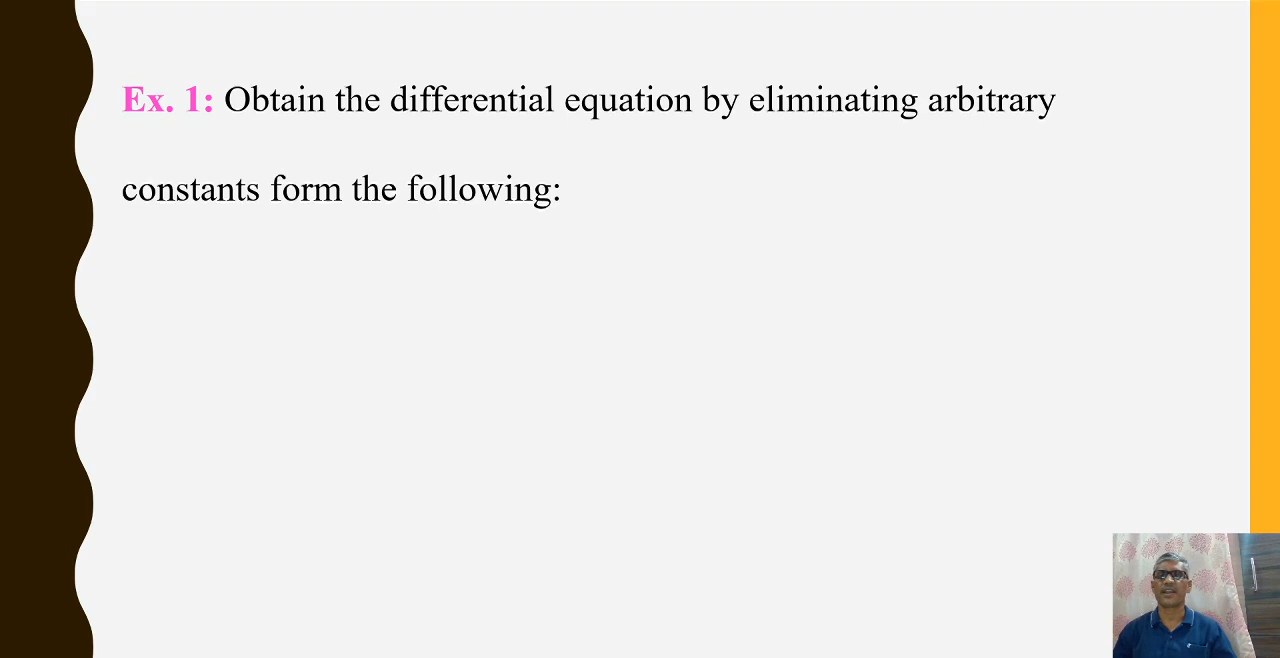 Ex. 1: Obtain the differential equation by eliminating arbitrary
constants form the following: